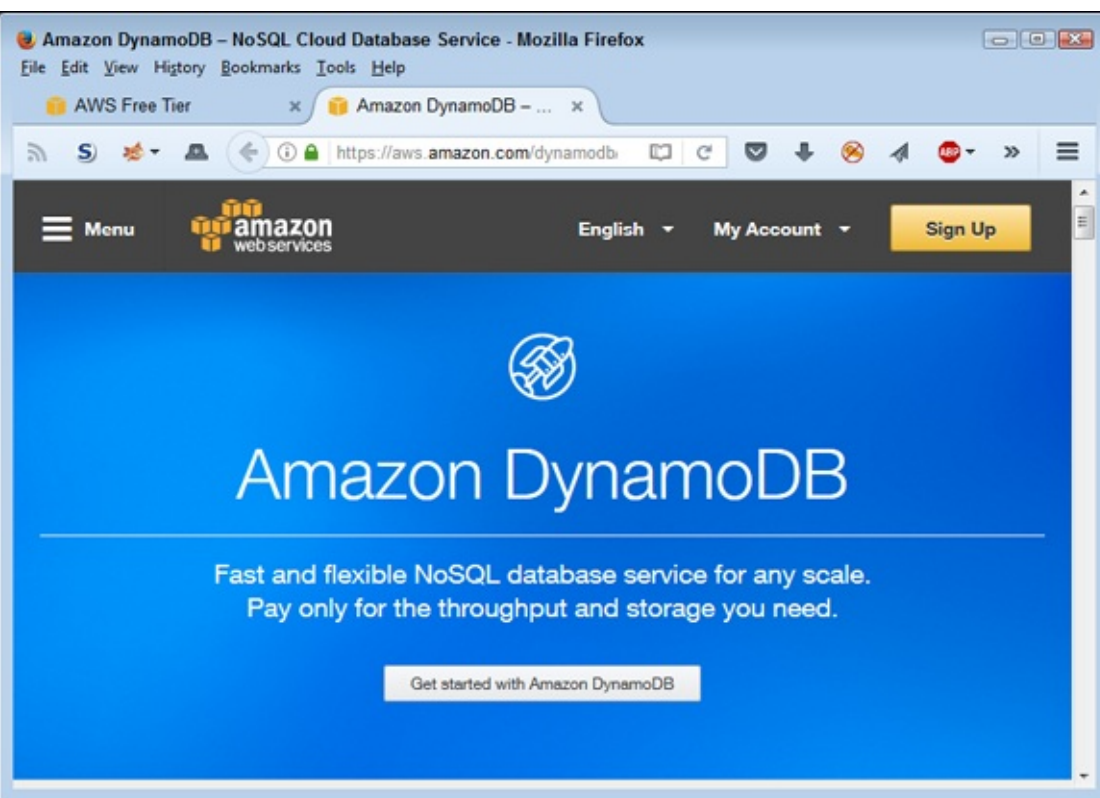 Amazon DynamoDB – NoSQL Cloud Database Service - Mozilla Firefox
File Edit View History Bookmarks Tools Help
AWS Free Tier × Amazon DynamoDB – ... ×
S https://aws.amazon.com/dynamodb ABP
Menu amazon webservices English My Account Sign Up
Amazon DynamoDB
Fast and flexible NoSQL database service for any scale.
Pay only for the throughput and storage you need.
Get started with Amazon DynamoDB